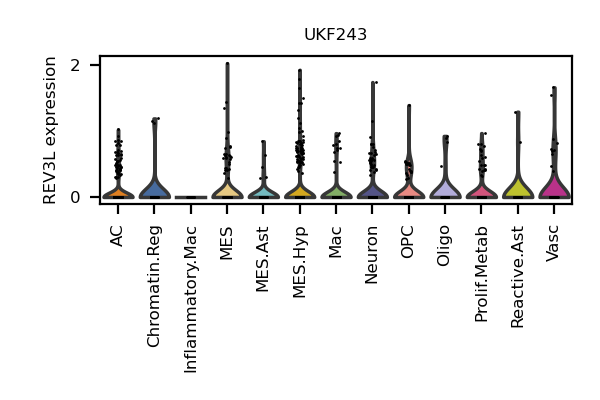 UKF243
REV3L expression
2
0
AC
Chromatin.Reg
Inflammatory.Mac
MES
MES.Ast
MES.Hyp
Mac
Neuron
OPC
Oligo
Prolif.Metab
Reactive.Ast
Vasc